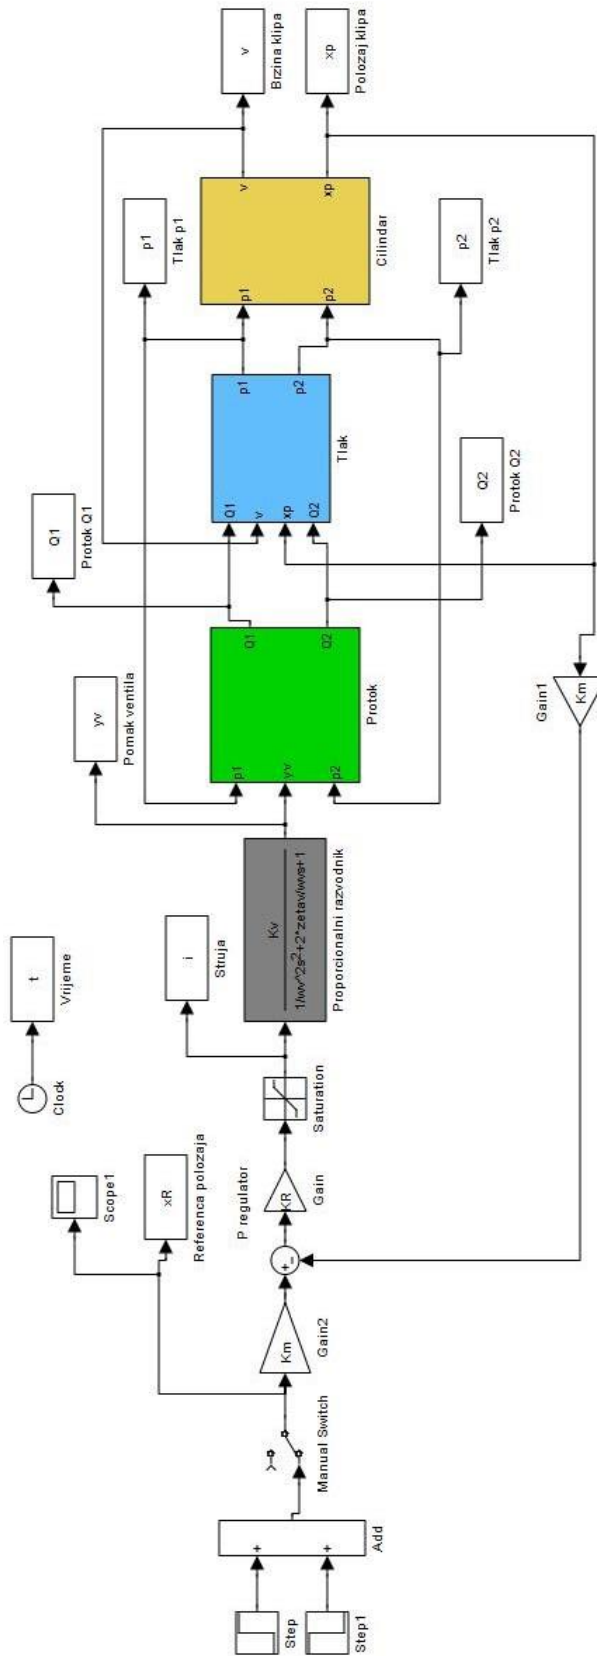 Step
Step1
+
+
Add
Manual Switch
Km
Gain2
Scope1
xR
Referenca polozaja
+
-
P regulator
KR
Gain
Saturation
Clock
t
Vrijeme
i
Struja
Kv
1/wv^2s²+2*zetav/wvs+1
Proporcionalni razvodnik
yv
Pomak ventila
p1
yv
p2
Q1
Q2
Protok
Q1
Protok Q1
Q2
Protok Q2
Q1
v
xp
Q2
p1
p2
Tlak
p1
Tlak p1
p2
Tlak p2
p1
p2
v
xp
Cilindar
v
Brzina klipa
xp
Polozaj klipa
Gain1
Km